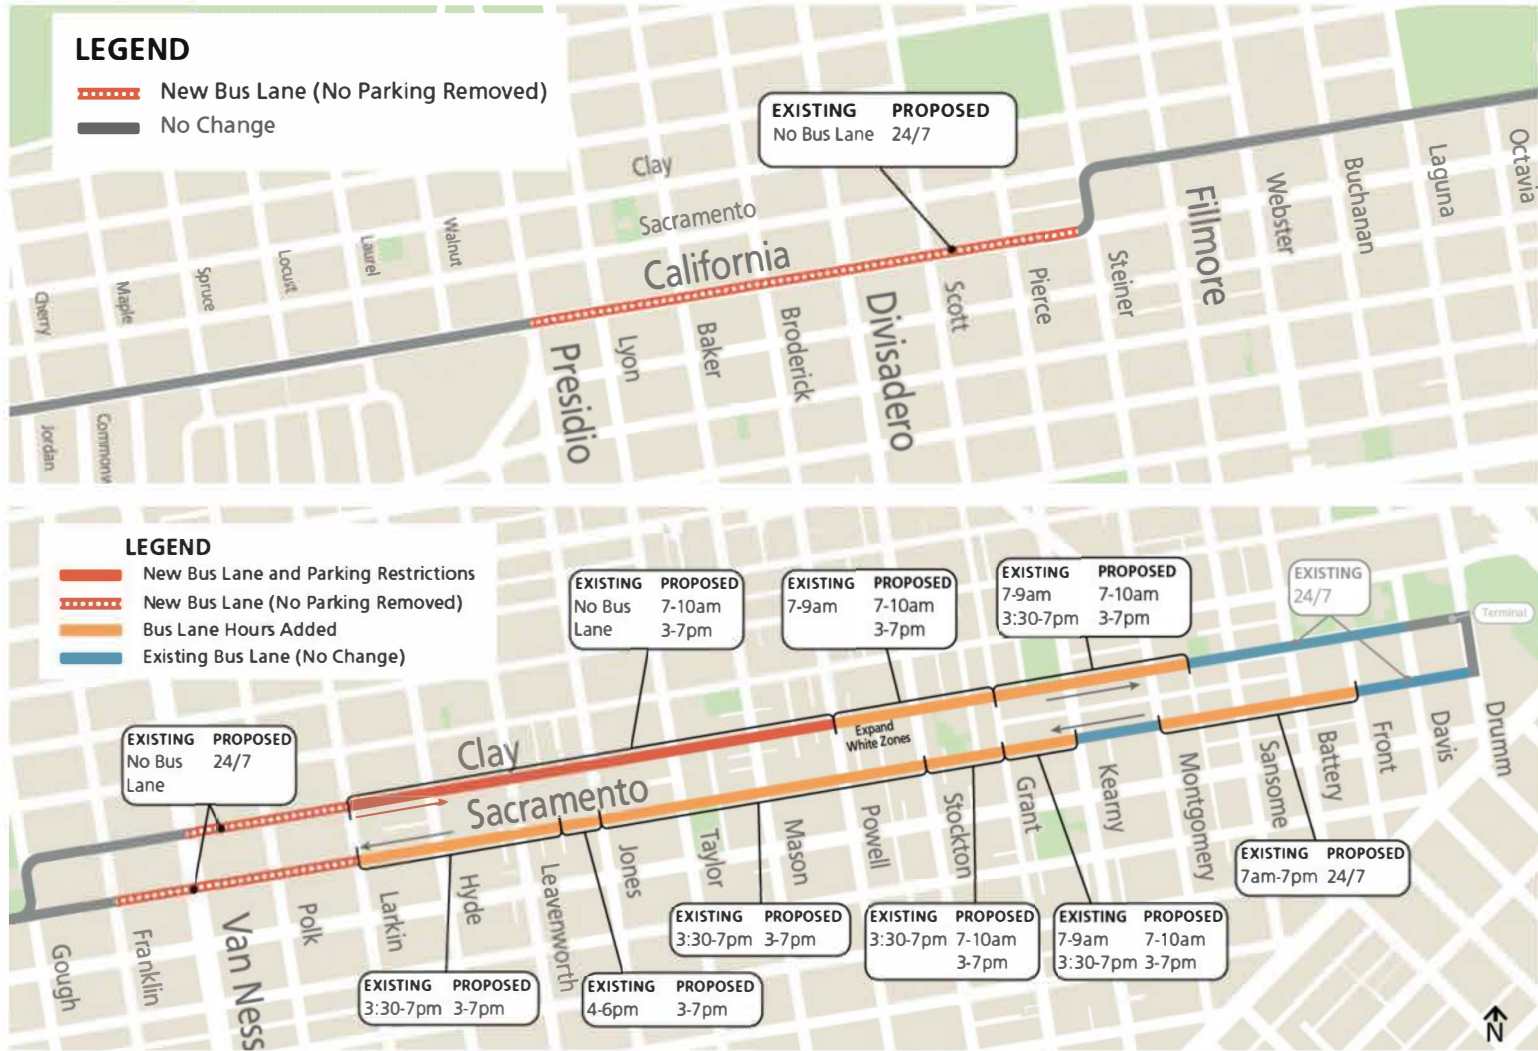 LEGEND
New Bus Lane (No Parking Removed)
No Change
EXISTING PROPOSED
No Bus Lane 24/7
Clay
Sacramento
California
Cherry
Maple
Spruce
Locust
Laurel
Walnut
Jordan
Commonw
Presidio
Lyon
Baker
Broderick
Divisadero
Scott
Pierce
Steiner
Fillmore
Webster
Buchanan
Laguna
Octavia
LEGEND
New Bus Lane and Parking Restrictions
New Bus Lane (No Parking Removed)
Bus Lane Hours Added
Existing Bus Lane (No Change)
EXISTING PROPOSED
No Bus 7-10am
Lane 3-7pm
EXISTING PROPOSED
7-9am 7-10am
3-7pm
EXISTING PROPOSED
7-9am 7-10am
3:30-7pm 3-7pm
EXISTING
24/7
Terminal
EXISTING PROPOSED
No Bus 24/7
Lane
Clay
Sacramento
Expand
White Zones
Gough
Franklin
Van Ness
Polk
Larkin
Hyde
Leavenworth
Jones
Taylor
Mason
Powell
Stockton
Grant
Kearny
Montgomery
Sansome
Battery
Front
Davis
Drumm
EXISTING PROPOSED
7am-7pm 24/7
EXISTING PROPOSED
3:30-7pm 3-7pm
EXISTING PROPOSED
3:30-7pm 7-10am
3-7pm
EXISTING PROPOSED
7-9am 7-10am
3:30-7pm 3-7pm
EXISTING PROPOSED
3:30-7pm 3-7pm
EXISTING PROPOSED
4-6pm 3-7pm
N